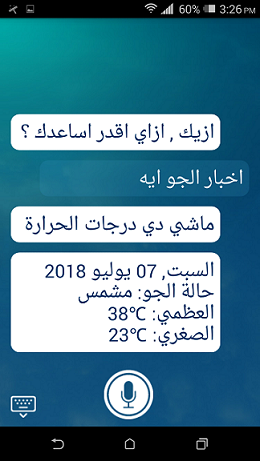 60% 3:26 PM
ازيك , ازاي اقدر اساعدك ؟
اخبار الجو ايه
ماشي دي درجات الحرارة
السبت, 07 يوليو 2018
حالة الجو: مشمس
العظمي: 38℃
الصغري: 23℃